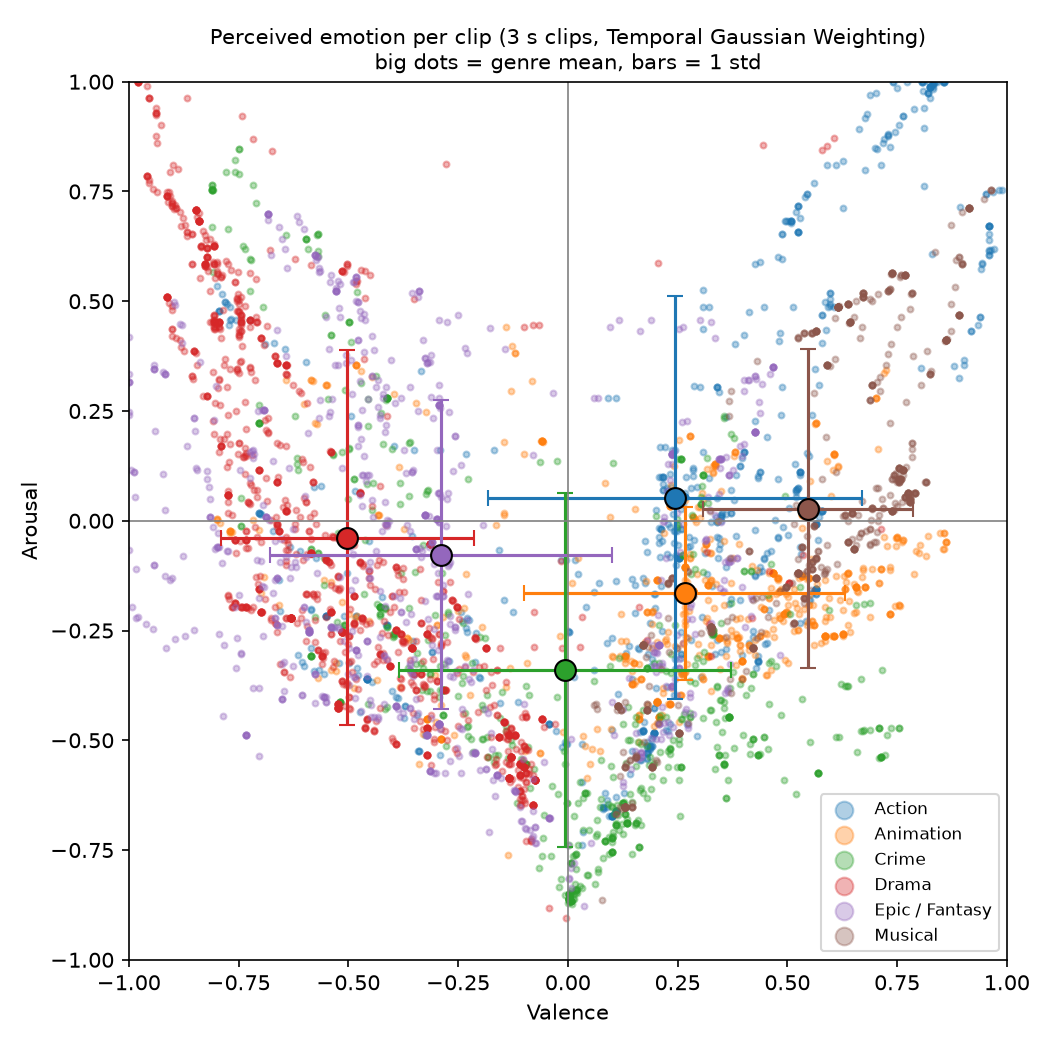 Perceived emotion per clip (3 s clips, Temporal Gaussian Weighting)
big dots = genre mean, bars = 1 std
1.00
0.75
0.50
0.25
0.00
−0.25
−0.50
−0.75
−1.00
Arousal
−1.00
−0.75
−0.50
−0.25
0.00
0.25
0.50
0.75
1.00
Valence
Action
Animation
Crime
Drama
Epic / Fantasy
Musical